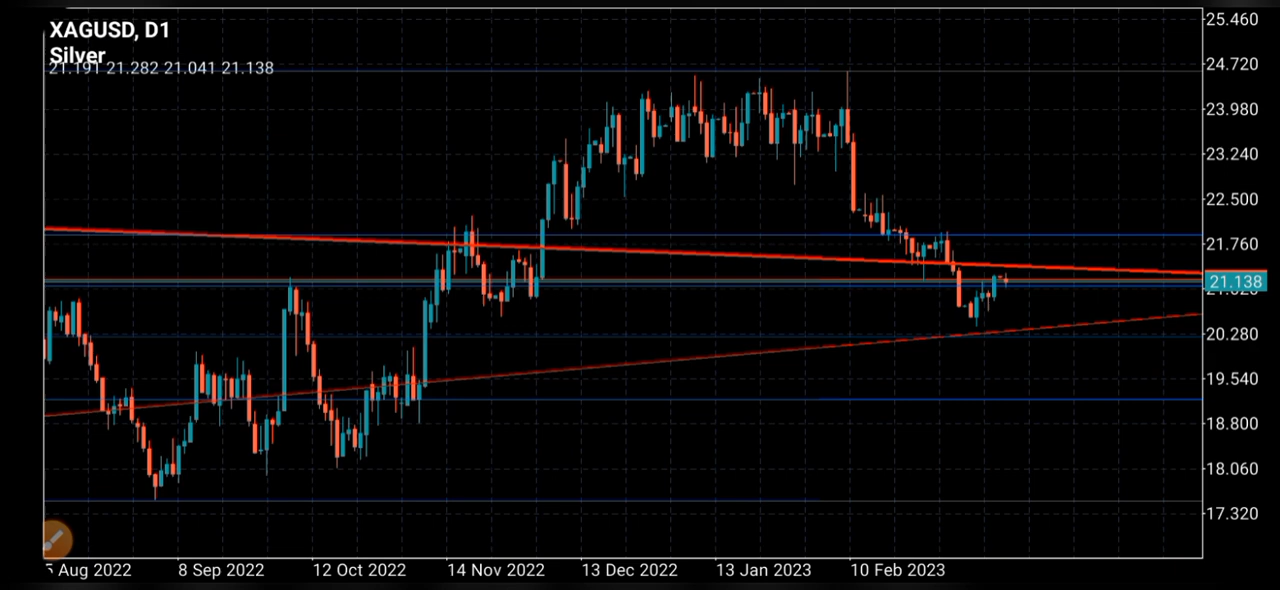 XAGUSD, D1
Silver
21.191 21.282 21.041 21.138
25.460
24.720
23.980
23.240
22.500
21.760
21.138
20.280
19.540
18.800
18.060
17.320
Aug 2022
8 Sep 2022
12 Oct 2022
14 Nov 2022
13 Dec 2022
13 Jan 2023
10 Feb 2023